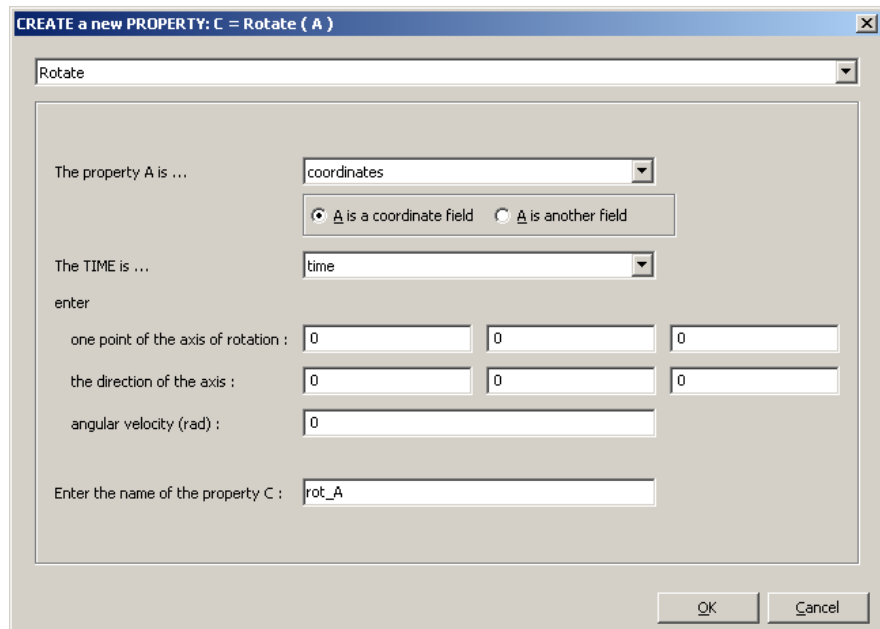 CREATE a new PROPERTY: C = Rotate ( A )
Rotate
The property A is ... coordinates
A is a coordinate field A is another field
The TIME is ... time
enter
one point of the axis of rotation : 0 0 0
the direction of the axis : 0 0 0
angular velocity (rad) : 0
Enter the name of the property C : rot_A
OK Cancel